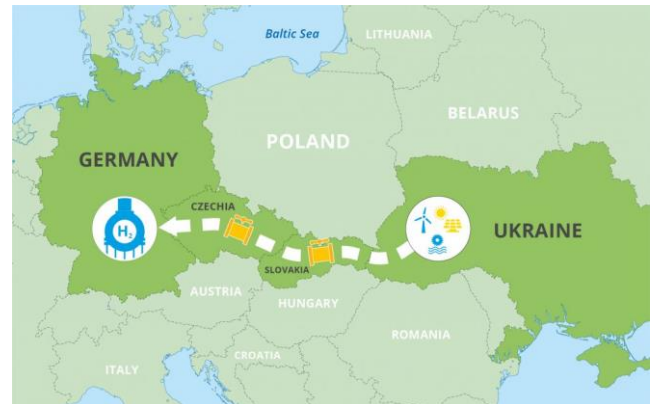 Baltic Sea
LITHUANIA
BELARUS
POLAND
GERMANY
CZECHIA
H2
UKRAINE
SLOVAKIA
AUSTRIA
HUNGARY
ROMANIA
CROATIA
ITALY